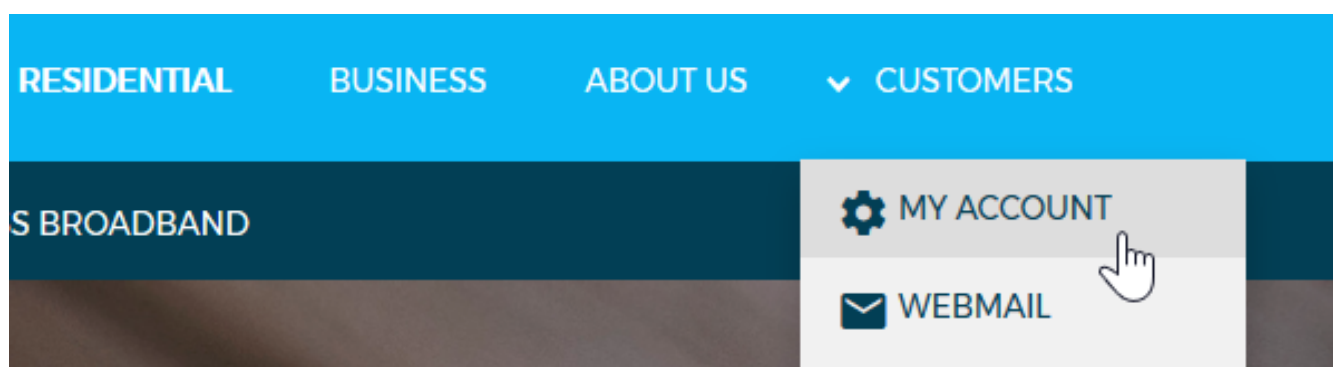 RESIDENTIAL BUSINESS ABOUT US CUSTOMERS
S BROADBAND
MY ACCOUNT
WEBMAIL